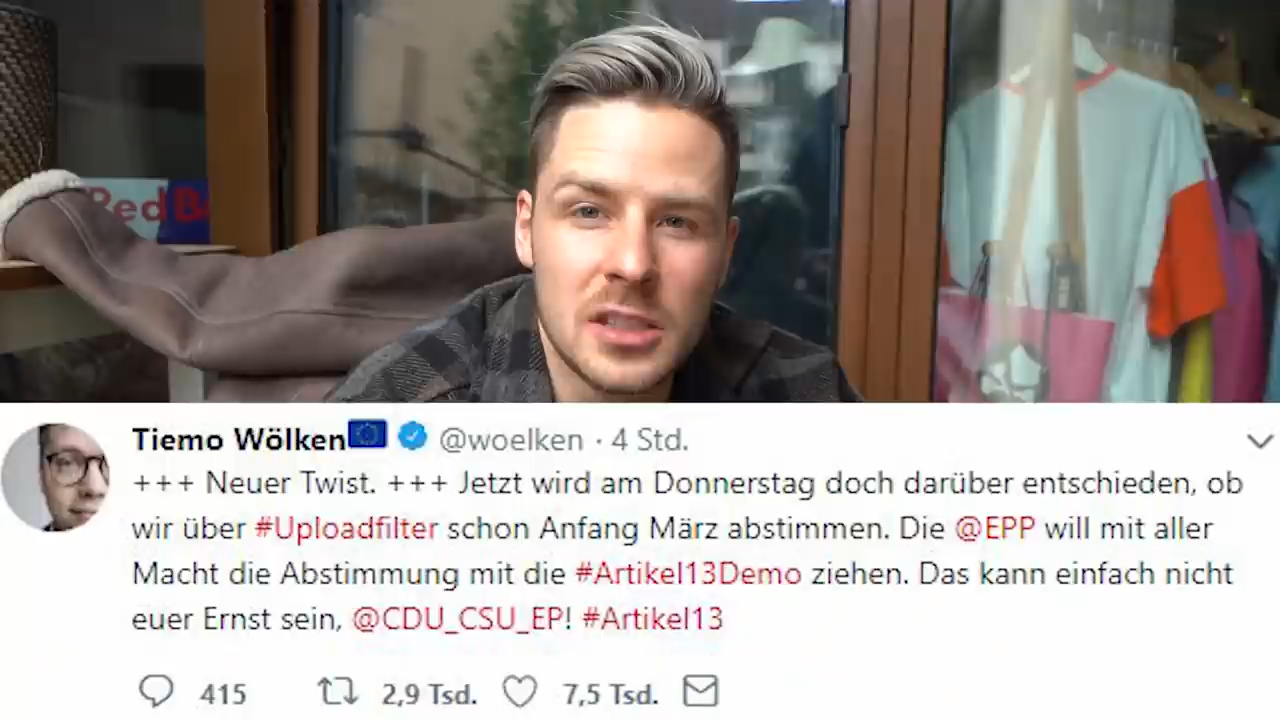 RedB
Tiemo Wölken @woelken · 4 Std.
+++ Neuer Twist. +++ Jetzt wird am Donnerstag doch darüber entschieden, ob
wir über #Uploadfilter schon Anfang März abstimmen. Die @EPP will mit aller
Macht die Abstimmung mit die #Artikel13Demo ziehen. Das kann einfach nicht
euer Ernst sein, @CDU_CSU_EP! #Artikel13
415 2,9 Tsd. 7,5 Tsd.